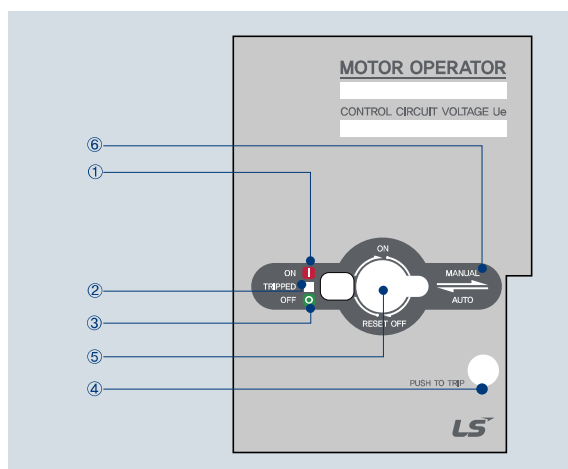 MOTOR OPERATOR
CONTROL CIRCUIT VOLTAGE Ue
⑥
①
ON
ON I
MANUAL
② TRIPPED
③ OFF O
AUTO
RESET OFF
⑤
④ PUSH TO TRIP
LS